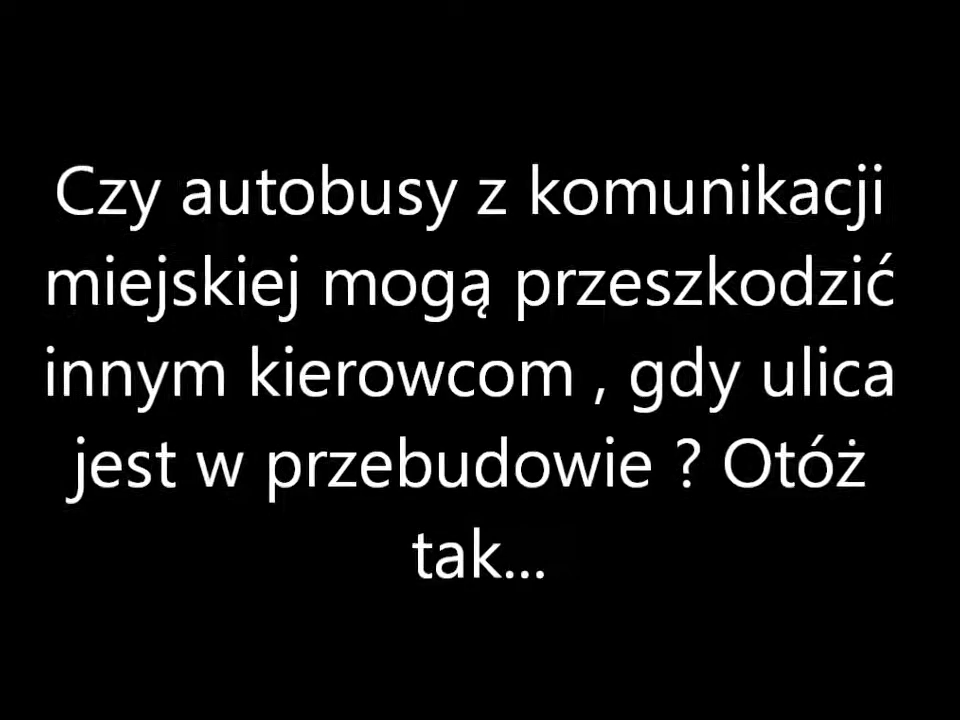 Czy autobusy z komunikacji
miejskiej mogą przeszkodzić
innym kierowcom , gdy ulica
jest w przebudowie ? Otóż
tak...